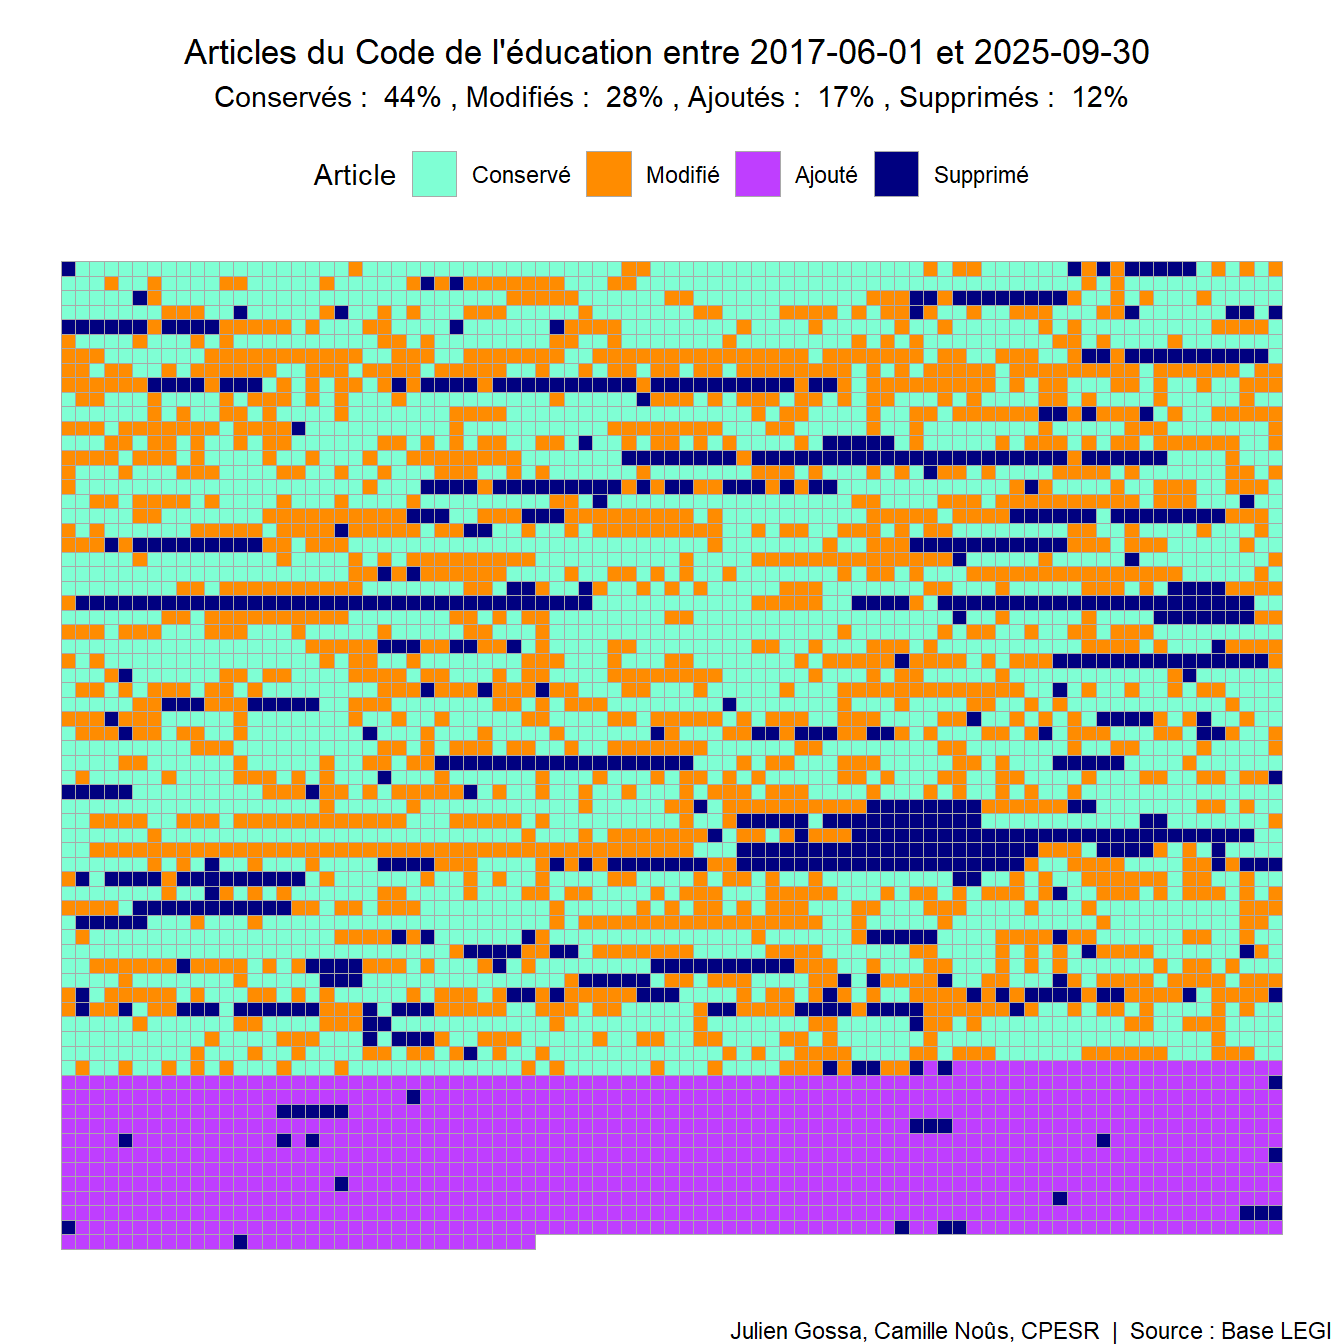 Articles du Code de l'éducation entre 2017-06-01 et 2025-09-30
Conservés :  44% , Modifiés :  28% , Ajoutés :  17% , Supprimés :  12%
Article Conservé Modifié Ajouté Supprimé
Julien Gossa, Camille Noûs, CPESR | Source : Base LEGI